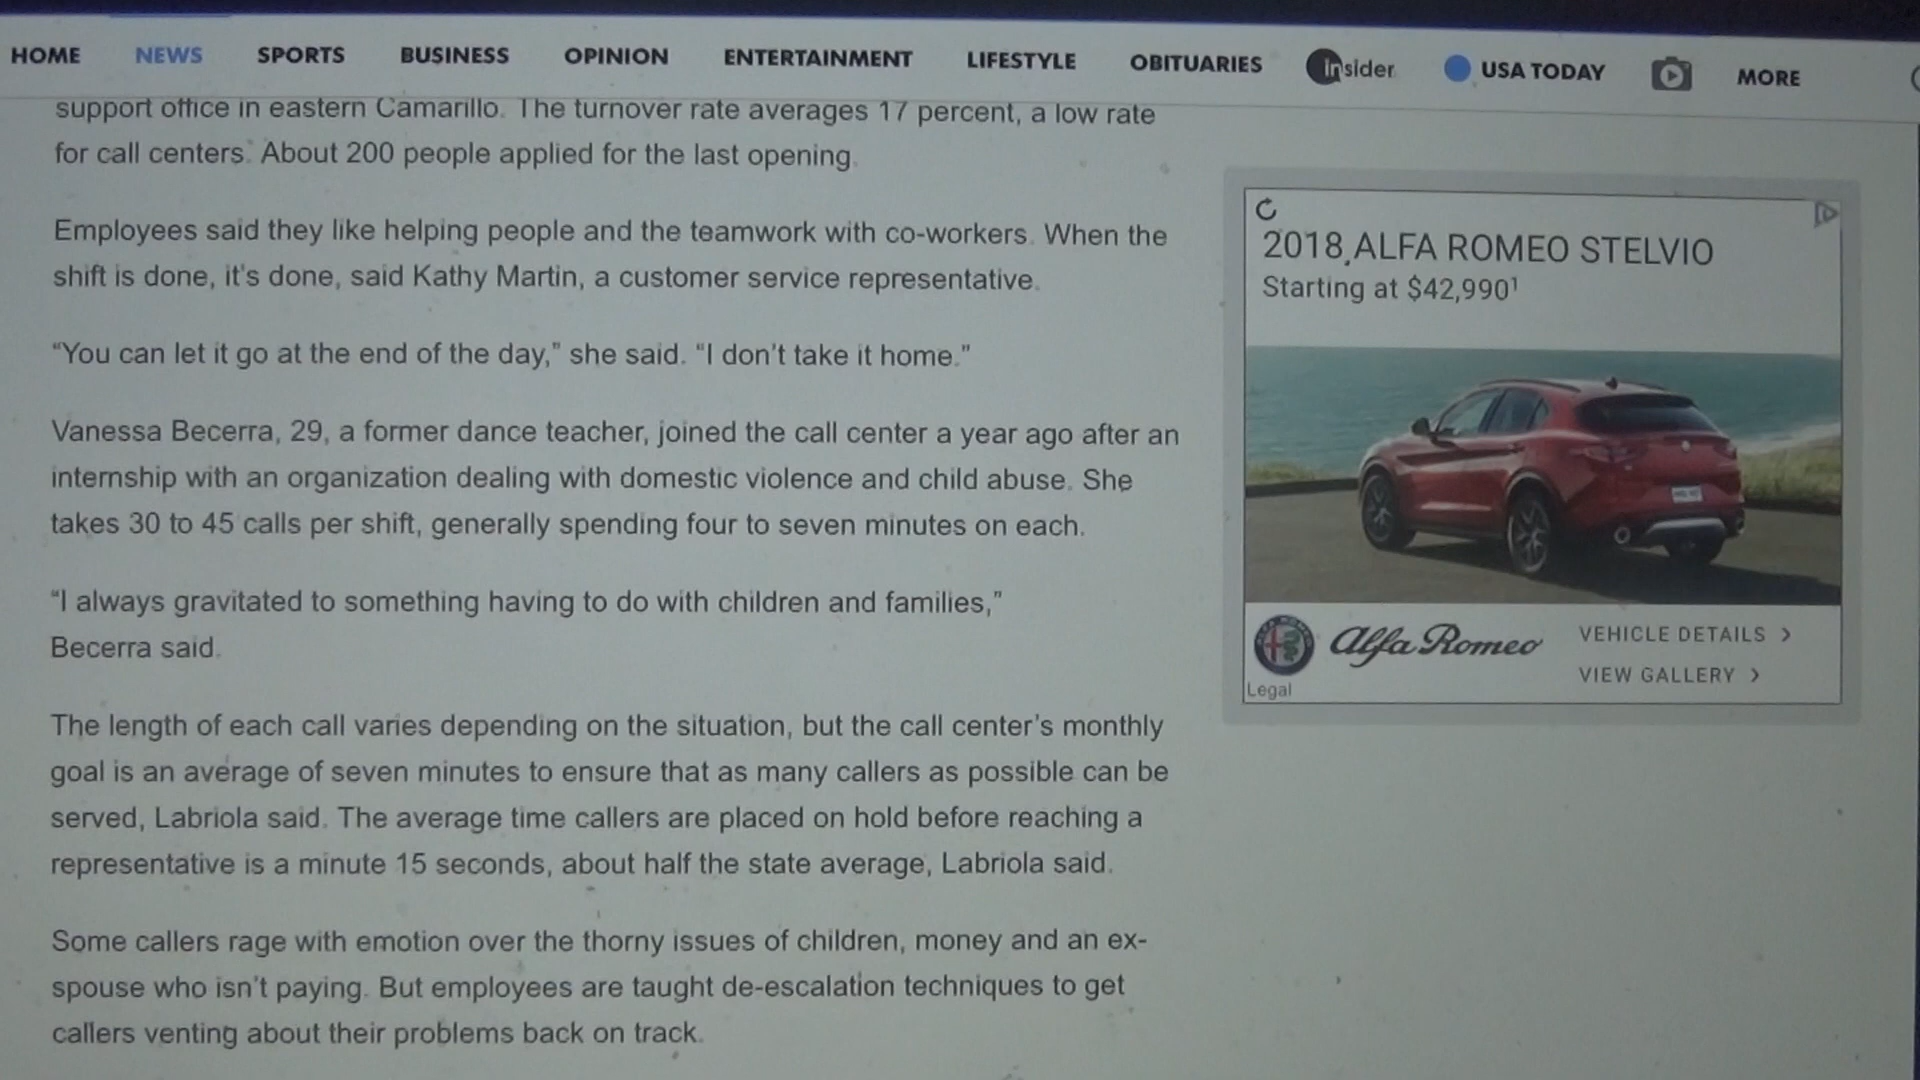 HOME NEWS SPORTS BUSINESS OPINION ENTERTAINMENT LIFESTYLE OBITUARIES insider USA TODAY MORE
support office in eastern Camarillo. The turnover rate averages 17 percent, a low rate
for call centers. About 200 people applied for the last opening.
Employees said they like helping people and the teamwork with co-workers. When the
shift is done, it's done, said Kathy Martin, a customer service representative.
“You can let it go at the end of the day,” she said. “I don’t take it home.”
Vanessa Becerra, 29, a former dance teacher, joined the call center a year ago after an
internship with an organization dealing with domestic violence and child abuse. She
takes 30 to 45 calls per shift, generally spending four to seven minutes on each.
“I always gravitated to something having to do with children and families,”
Becerra said.
The length of each call varies depending on the situation, but the call center’s monthly
goal is an average of seven minutes to ensure that as many callers as possible can be
served, Labriola said. The average time callers are placed on hold before reaching a
representative is a minute 15 seconds, about half the state average, Labriola said.
Some callers rage with emotion over the thorny issues of children, money and an ex-
spouse who isn’t paying. But employees are taught de-escalation techniques to get
callers venting about their problems back on track.
2018 ALFA ROMEO STELVIO
Starting at $42,990¹
Alfa Romeo
VEHICLE DETAILS >
VIEW GALLERY >
Legal